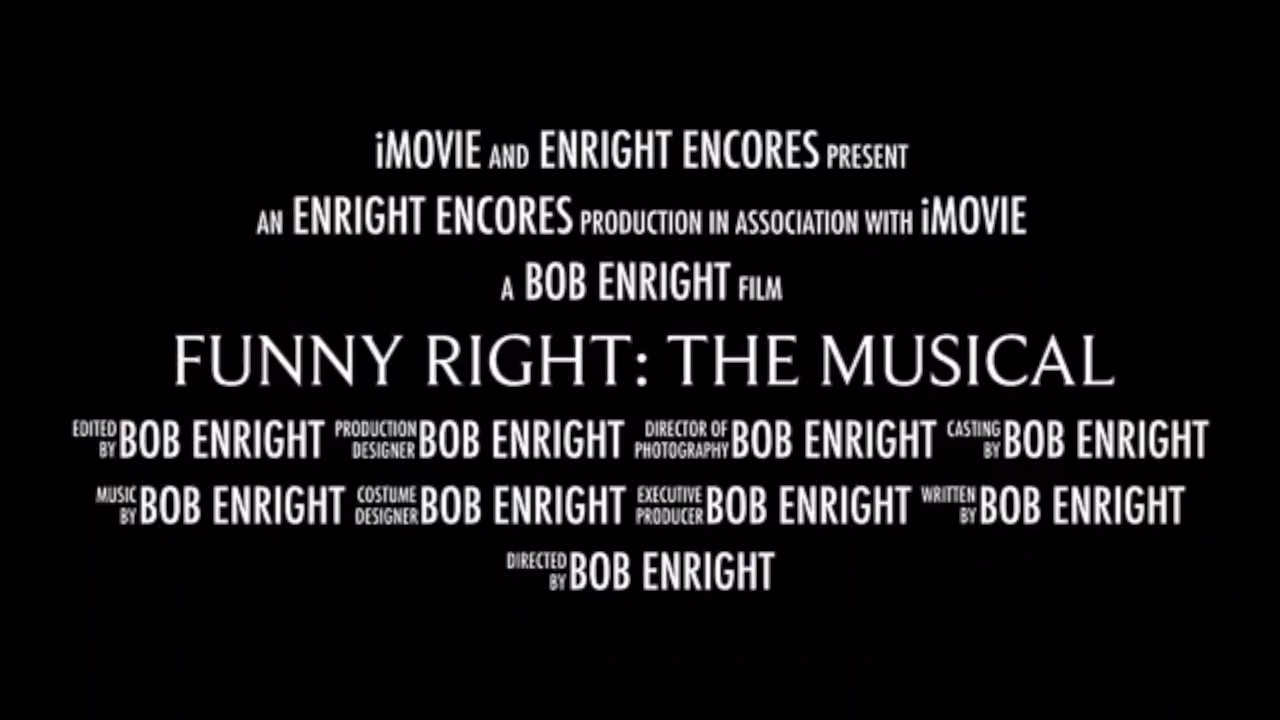 iMOVIE AND ENRIGHT ENCORES PRESENT
AN ENRIGHT ENCORES PRODUCTION IN ASSOCIATION WITH iMOVIE
A BOB ENRIGHT FILM
FUNNY RIGHT: THE MUSICAL
EDITED BY BOB ENRIGHT PRODUCTION DESIGNER BOB ENRIGHT DIRECTOR OF PHOTOGRAPHY BOB ENRIGHT CASTING BY BOB ENRIGHT
MUSIC BY BOB ENRIGHT COSTUME DESIGNER BOB ENRIGHT EXECUTIVE PRODUCER BOB ENRIGHT WRITTEN BY BOB ENRIGHT
DIRECTED BY BOB ENRIGHT